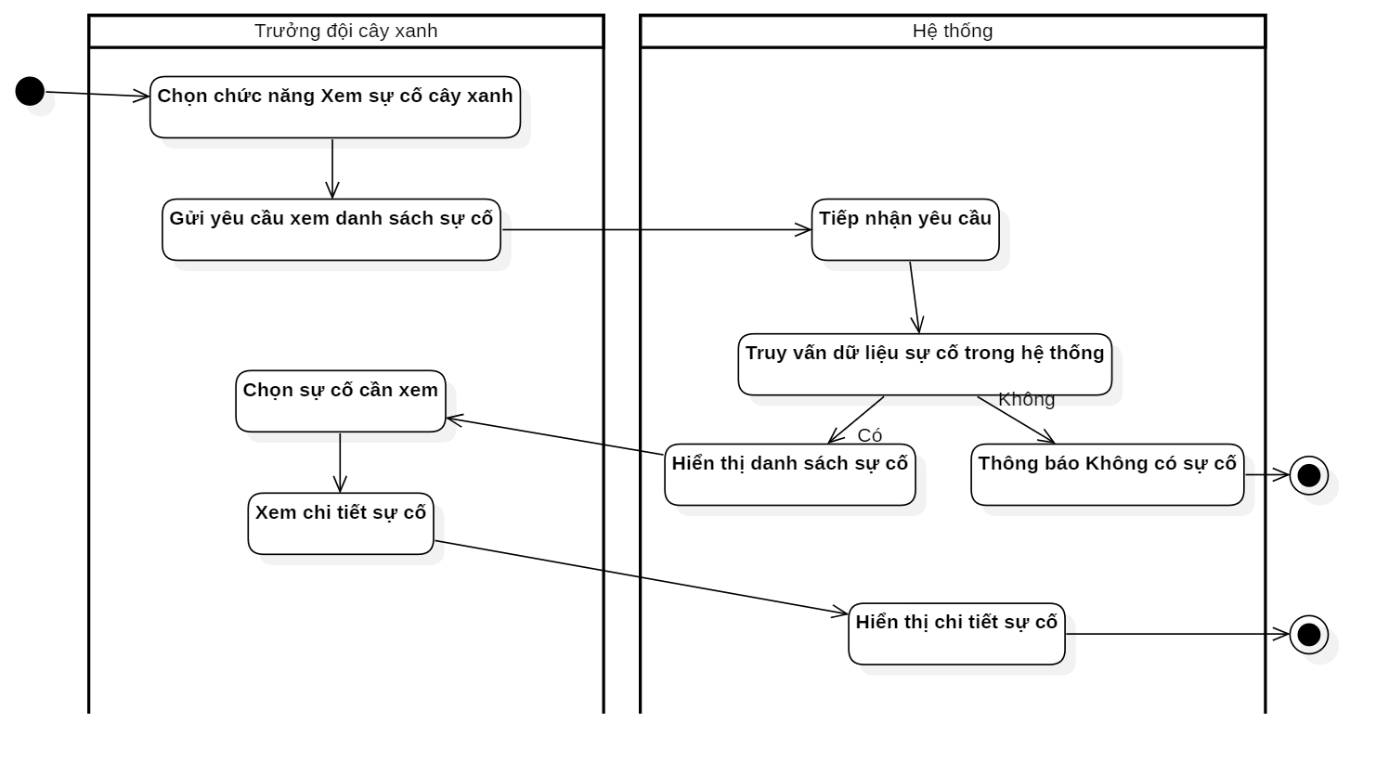 Trưởng đội cây xanh
Hệ thống
Chọn chức năng Xem sự cố cây xanh
Gửi yêu cầu xem danh sách sự cố
Tiếp nhận yêu cầu
Truy vấn dữ liệu sự cố trong hệ thống
Chọn sự cố cần xem
Không
Có
Hiển thị danh sách sự cố
Thông báo Không có sự cố
Xem chi tiết sự cố
Hiển thị chi tiết sự cố